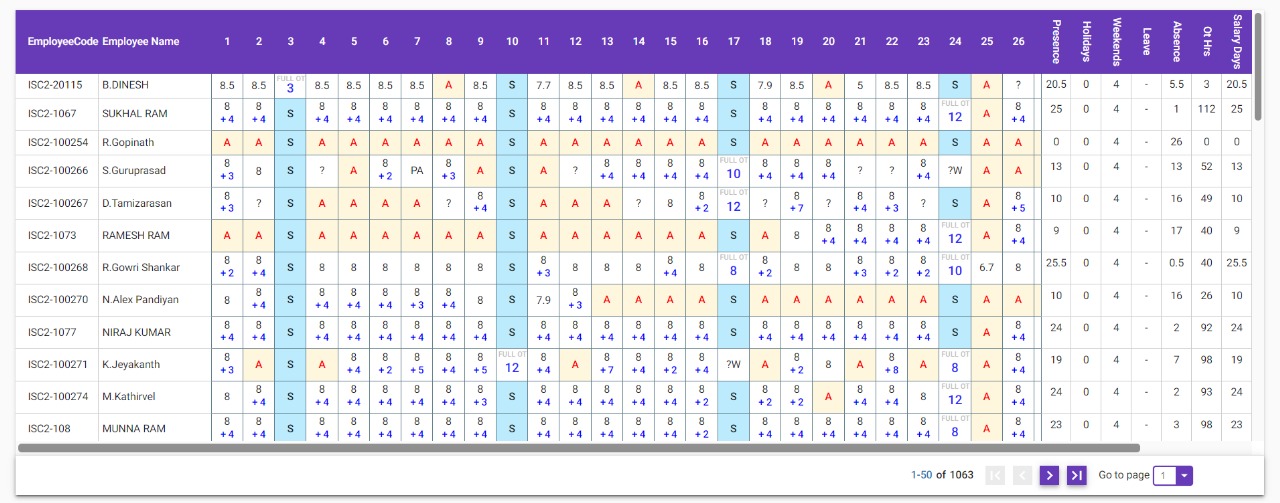 EmployeeCode Employee Name 1 2 3 4 5 6 7 8 9 10 11 12 13 14 15 16 17 18 19 20 21 22 23 24 25 26 Presence Holidays Weekends Leave Absence Ot Hrs Salary Days
ISC2-20115 B.DINESH 8.5 8.5 FULL OT 3 8.5 8.5 8.5 8.5 A 8.5 S 7.7 8.5 8.5 A 8.5 8.5 S 7.9 8.5 A 5 8.5 8.5 S A ? 20.5 0 4 - 5.5 3 20.5
ISC2-1067 SUKHAL RAM 8 +4 8 +4 S 8 +4 8 +4 8 +4 8 +4 8 +4 8 +4 S 8 +4 8 +4 8 +4 8 +4 8 +4 8 +4 S 8 +4 8 +4 8 +4 8 +4 8 +4 8 +4 FULL OT 12 A 8 +4 25 0 4 - 1 112 25
ISC2-100254 R.Gopinath A A S A A A A A A S A A A A A A S A A A A A A S A A 0 0 4 - 26 0 0
ISC2-100266 S.Guruprasad 8 +3 8 S ? A 8 +2 PA 8 +3 A S A ? 8 +4 8 +4 8 +4 8 +4 FULL OT 10 8 +4 8 +4 8 +4 ? ? 8 +4 ?W A A 13 0 4 - 13 52 13
ISC2-100267 D.Tamizarasan 8 +3 ? S A A A A ? 8 +4 S A A A ? 8 8 +2 FULL OT 12 ? 8 +7 ? 8 +4 8 +3 ? S A 8 +5 10 0 4 - 16 49 10
ISC2-1073 RAMESH RAM A A S A A A A A A S A A A A A A S A 8 8 +4 8 +4 8 +4 8 +4 FULL OT 12 A 8 +4 9 0 4 - 17 40 9
ISC2-100268 R.Gowri Shankar 8 +2 8 +4 S 8 8 8 8 8 8 S 8 +3 8 8 8 8 +4 8 FULL OT 8 8 +2 8 8 8 +3 8 +2 8 +2 FULL OT 10 6.7 8 25.5 0 4 - 0.5 40 25.5
ISC2-100270 N.Alex Pandiyan 8 8 +4 S 8 +4 8 +4 8 +4 8 +3 8 +4 8 S 7.9 8 +3 A A A A S A A A A A A S A A 10 0 4 - 16 26 10
ISC2-1077 NIRAJ KUMAR 8 +4 8 +4 S 8 +4 8 +4 8 +4 8 +4 8 +4 8 +4 S 8 +4 8 +4 8 +4 8 +4 8 +4 8 +4 S 8 +4 8 +4 8 +4 8 +4 8 +4 8 +4 S A 8 +4 24 0 4 - 2 92 24
ISC2-100271 K.Jeyakanth 8 +3 A S A 8 +4 8 +2 8 +5 8 +4 8 +4 FULL OT 12 8 +4 A 8 +7 8 +4 8 +2 8 +4 ?W A 8 +2 8 A 8 +8 A FULL OT 8 A 8 +4 19 0 4 - 7 98 19
ISC2-100274 M.Kathirvel 8 8 +4 S 8 +4 8 +4 8 +4 8 +4 8 +5 8 +3 S 8 +4 8 +4 8 +4 8 +4 8 +4 8 +2 S 8 +2 8 +2 A 8 +4 8 +4 8 FULL OT 12 A 8 +4 24 0 4 - 2 93 24
ISC2-108 MUNNA RAM 8 +4 8 +4 S 8 +4 8 +4 8 +4 8 +4 8 +4 8 +4 S 8 +4 8 +4 8 +4 8 +4 8 +4 8 +2 S 8 +4 8 +4 8 +4 8 +4 8 +4 8 +4 FULL OT 8 A 8 +4 23 0 4 - 3 98 23
1-50 of 1063 Go to page 1